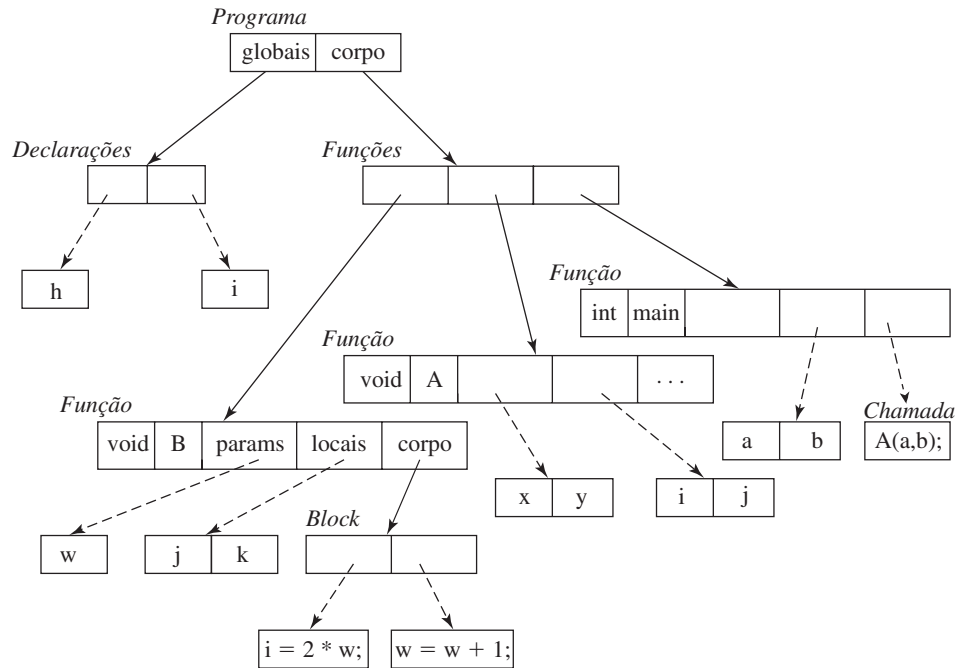 Programa
globais corpo
Declarações Funções
h i
Função
int main
Função
void A ...
Função Chamada
void B params locais corpo
a b A(a,b);
x y i j
Block
w j k
i = 2 * w; w = w + 1;